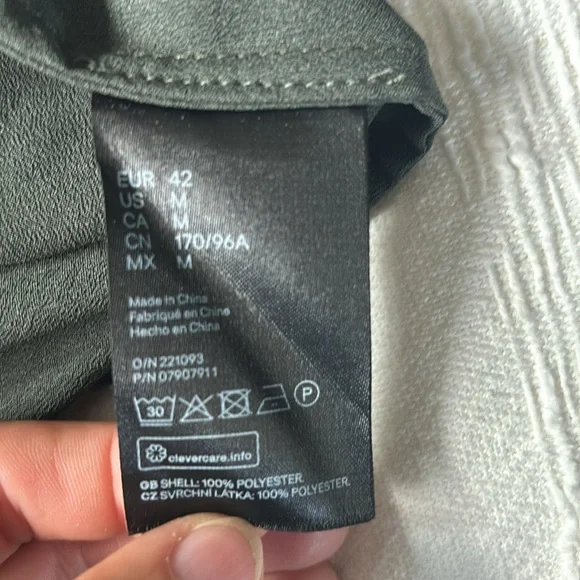 EUR 42
US M
CA M
CN 170/96A
MX M
Made in China
Fabriqué en Chine
Hecho en China
O/N 221093
P/N 07907911
30 P
clevercare.info
GB SHELL: 100% POLYESTER.
CZ SVRCHNÍ LÁTKA: 100% POLYESTER.